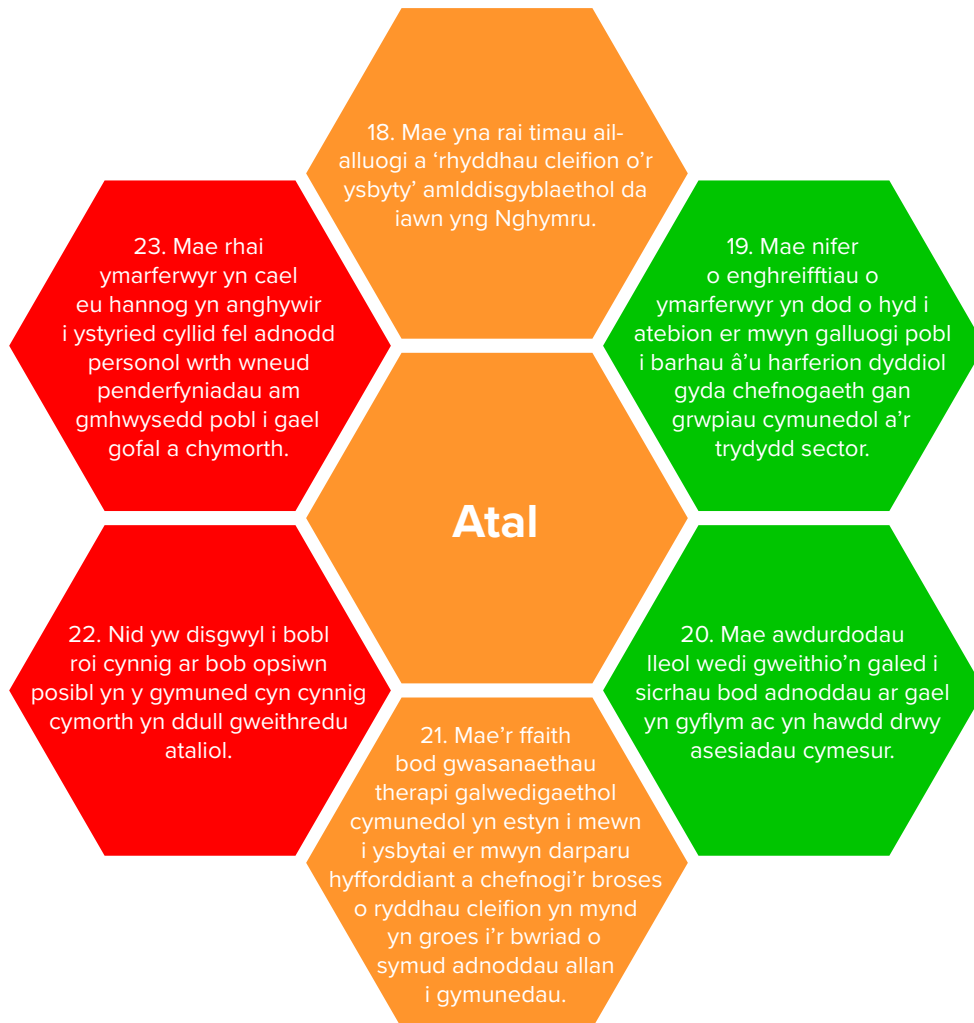 18. Mae yna rai timau ail-
alluogi a ‘rhyddhau cleifion o’r
ysbyty’ amlddisgyblaethol da
iawn yng Nghymru.
19. Mae nifer
o enghreifftiau o
ymarferwyr yn dod o hyd i
atebion er mwyn galluogi pobl
i barhau â’u harferion dyddiol
gyda chefnogaeth gan
grwpiau cymunedol a’r
trydydd sector.
20. Mae awdurdodau
lleol wedi gweithio’n galed i
sicrhau bod adnoddau ar gael
yn gyflym ac yn hawdd drwy
asesiadau cymesur.
21. Mae’r ffaith
bod gwasanaethau
therapi galwedigaethol
cymunedol yn estyn i mewn
i ysbytai er mwyn darparu
hyfforddiant a chefnogi’r broses
o ryddhau cleifion yn mynd
yn groes i’r bwriad o
symud adnoddau allan
i gymunedau.
22. Nid yw disgwyl i bobl
roi cynnig ar bob opsiwn
posibl yn y gymuned cyn cynnig
cymorth yn ddull gweithredu
ataliol.
23. Mae rhai
ymarferwyr yn cael
eu hannog yn anghywir
i ystyried cyllid fel adnodd
personol wrth wneud
penderfyniadau am
gmhwysedd pobl i gael
gofal a chymorth.
Atal